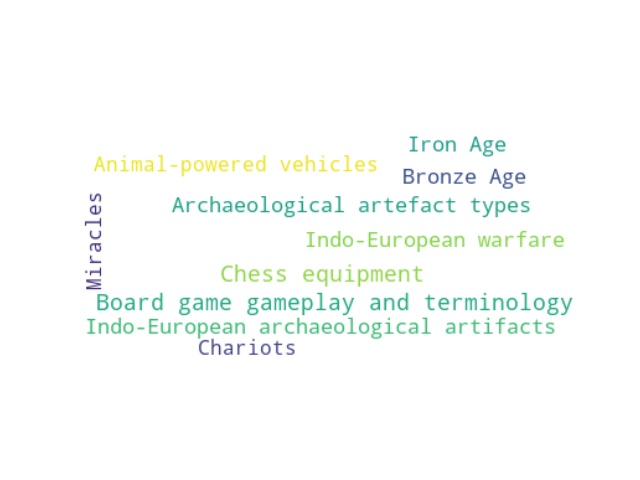 Iron Age
Animal-powered vehicles
Bronze Age
Miracles
Archaeological artefact types
Indo-European warfare
Chess equipment
Board game gameplay and terminology
Indo-European archaeological artifacts
Chariots